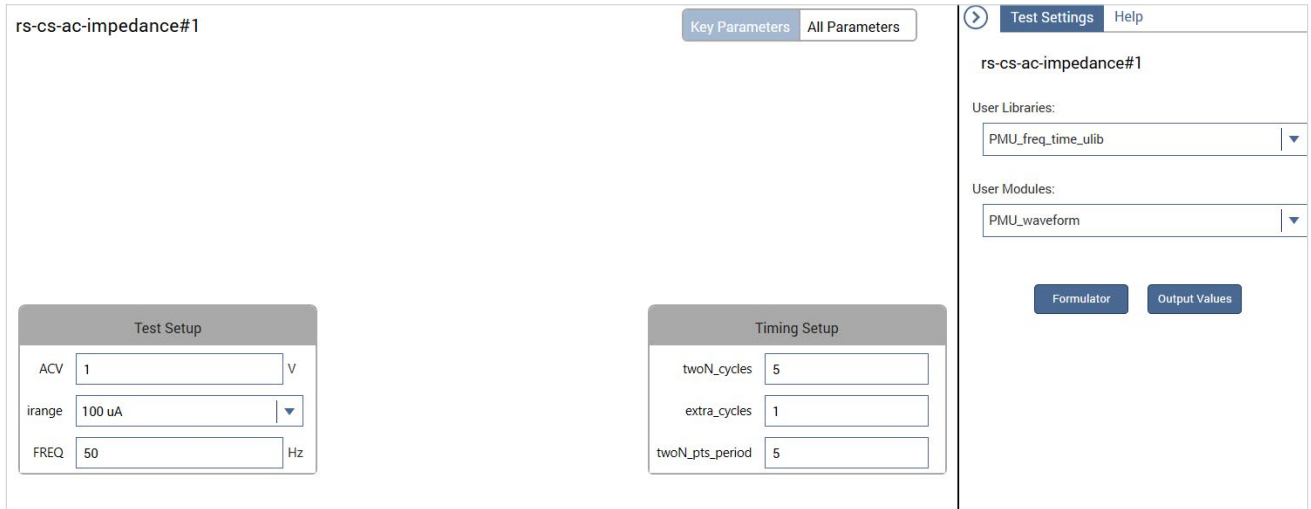 rs-cs-ac-impedance#1
Key Parameters All Parameters
Test Settings Help
rs-cs-ac-impedance#1
User Libraries:
PMU_freq_time_ulib
User Modules:
PMU_waveform
Formulator Output Values
Test Setup
ACV 1 V
irange 100 uA
FREQ 50 Hz
Timing Setup
twoN_cycles 5
extra_cycles 1
twoN_pts_period 5